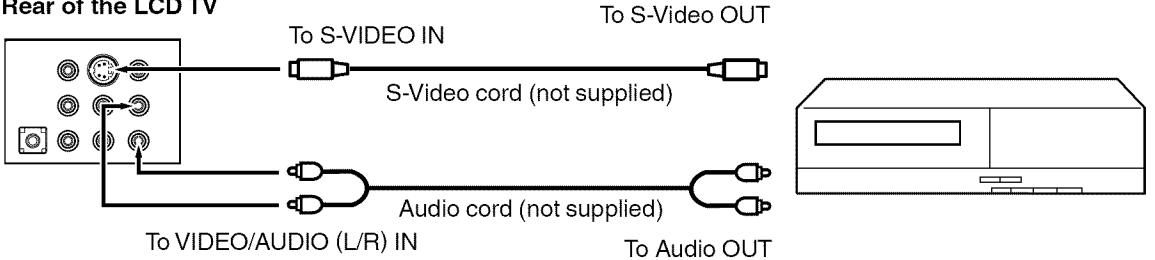 Rear of the LCD TV
To S-Video OUT
To S-VIDEO IN
S-Video cord (not supplied)
Audio cord (not supplied)
To VIDEO/AUDIO (L/R) IN
To Audio OUT